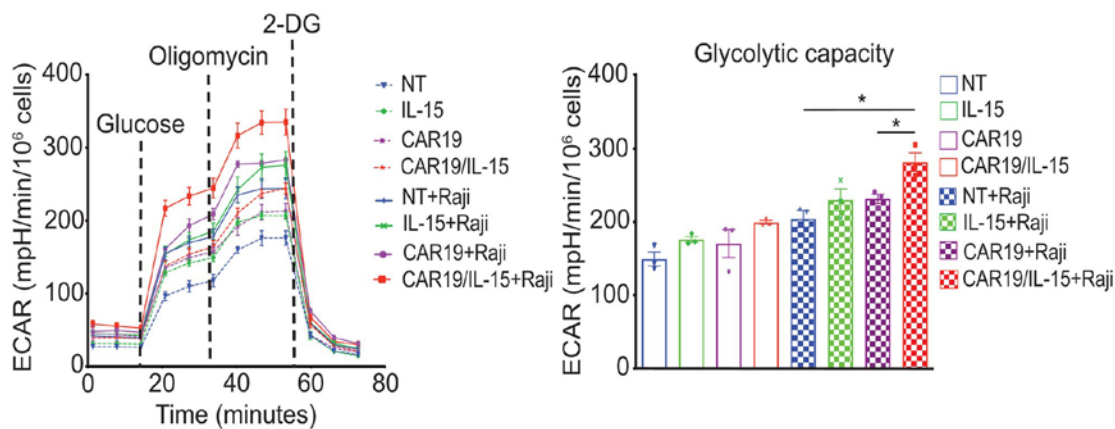 2-DG
Oligomycin
Glucose
400
300
200
100
0
0 20 40 60 80
Time (minutes)
ECAR (mpH/min/10⁶ cells)
NT
IL-15
CAR19
CAR19/IL-15
NT+Raji
IL-15+Raji
CAR19+Raji
CAR19/IL-15+Raji
Glycolytic capacity
400
300
200
100
0
ECAR (mpH/min/10⁶ cells)
*
*
NT
IL-15
CAR19
CAR19/IL-15
NT+Raji
IL-15+Raji
CAR19+Raji
CAR19/IL-15+Raji